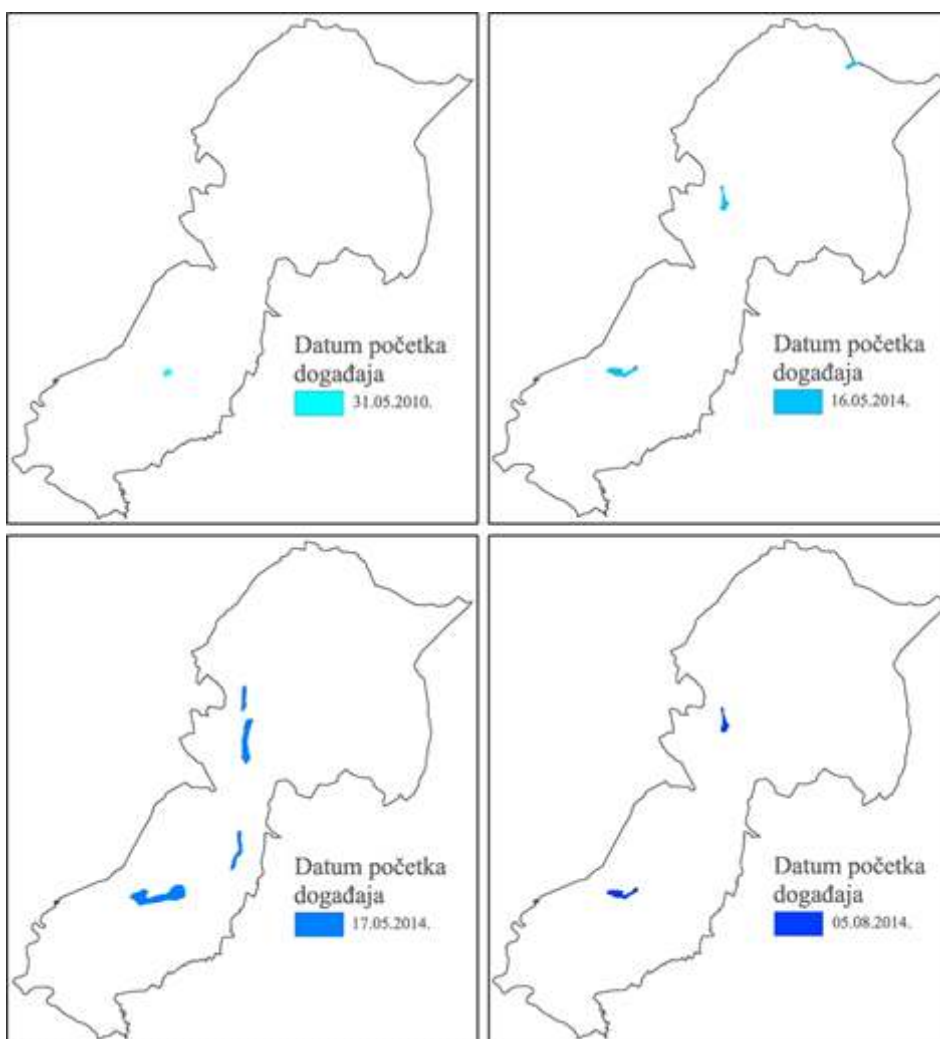 Datum početka
događaja
31.05.2010.
Datum početka
događaja
16.05.2014.
Datum početka
događaja
17.05.2014.
Datum početka
događaja
05.08.2014.